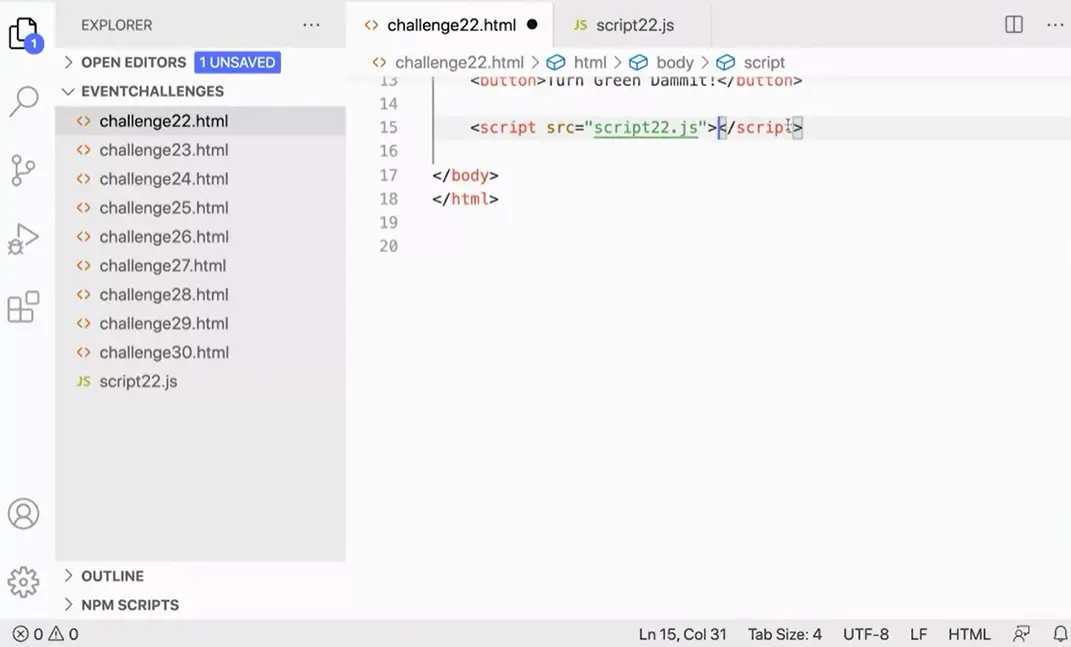 EXPLORER
challenge22.html
JS script22.js
1
OPEN EDITORS 1 UNSAVED
challenge22.html > html > body > script
EVENTCHALLENGES
challenge22.html
challenge23.html
challenge24.html
challenge25.html
challenge26.html
challenge27.html
challenge28.html
challenge29.html
challenge30.html
JS script22.js
13 <button>Turn Green Dammit!</button>
14
15 <script src="script22.js"></script>
16
17 </body>
18 </html>
19
20
OUTLINE
NPM SCRIPTS
0 0 Ln 15, Col 31 Tab Size: 4 UTF-8 LF HTML